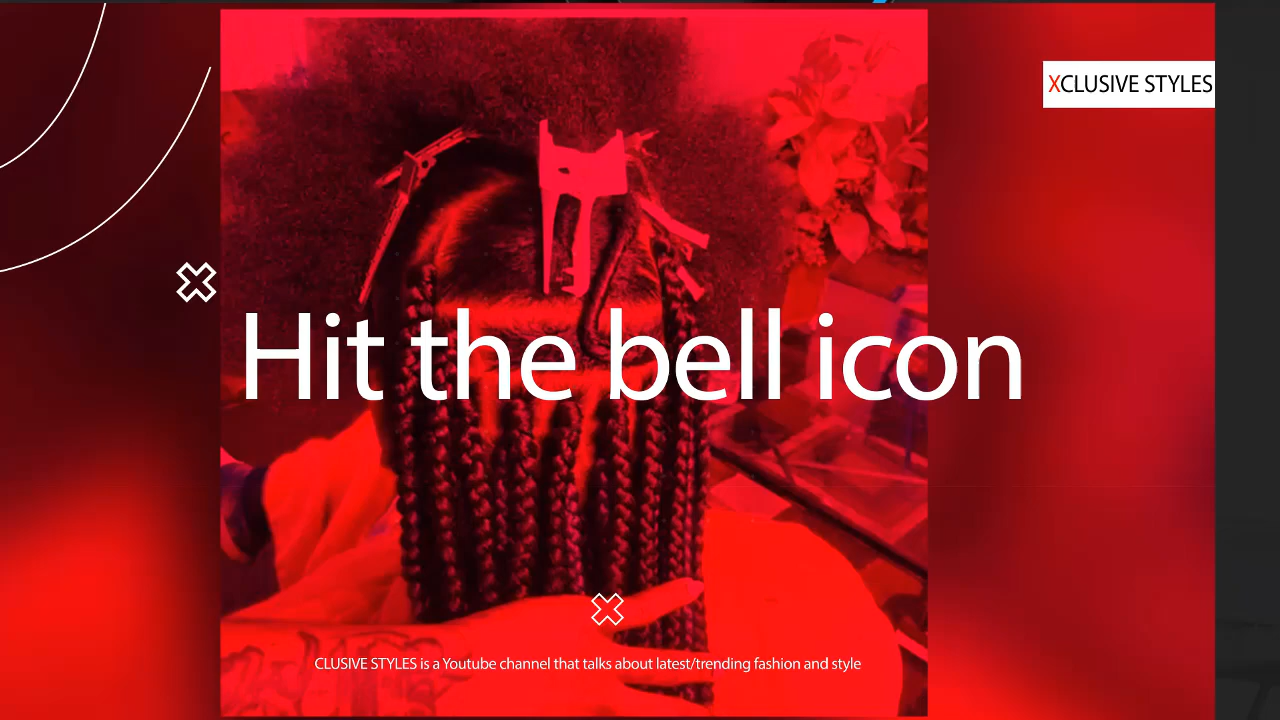 XCLUSIVE STYLES
Hit the bell icon
CLUSIVE STYLES is a Youtube channel that talks about latest/trending fashion and style